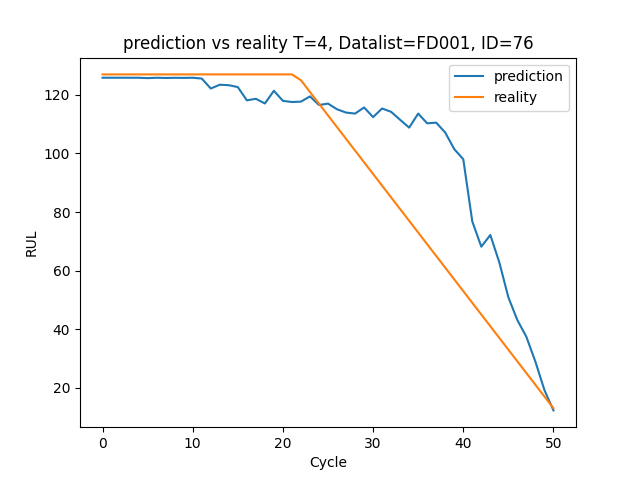 prediction vs reality T=4, Datalist=FD001, ID=76
prediction
reality
RUL
120
100
80
60
40
20
0 10 20 30 40 50
Cycle